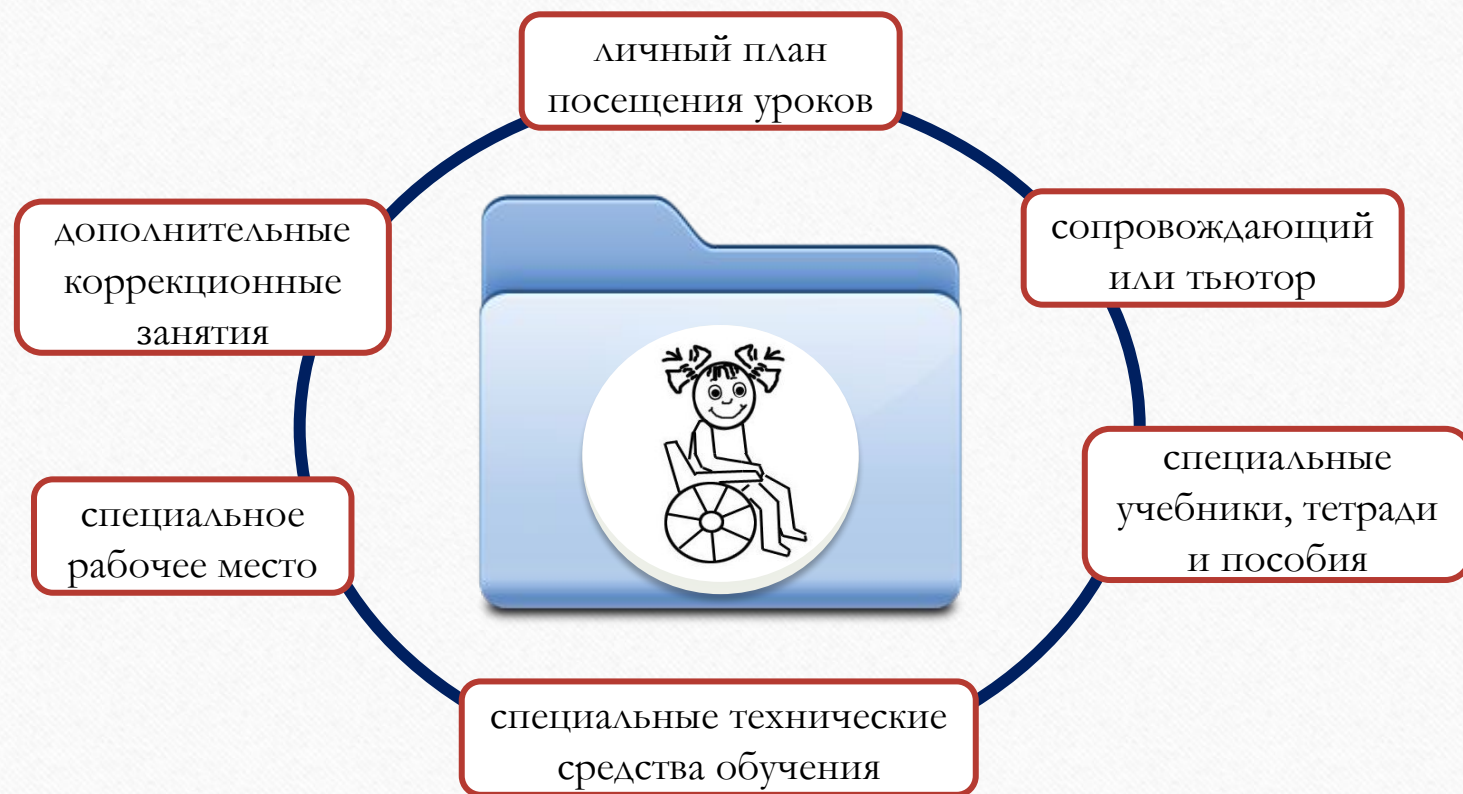 личный план
посещения уроков
сопровождающий
или тьютор
специальные
учебники, тетради
и пособия
специальные технические
средства обучения
специальное
рабочее место
дополнительные
коррекционные
занятия